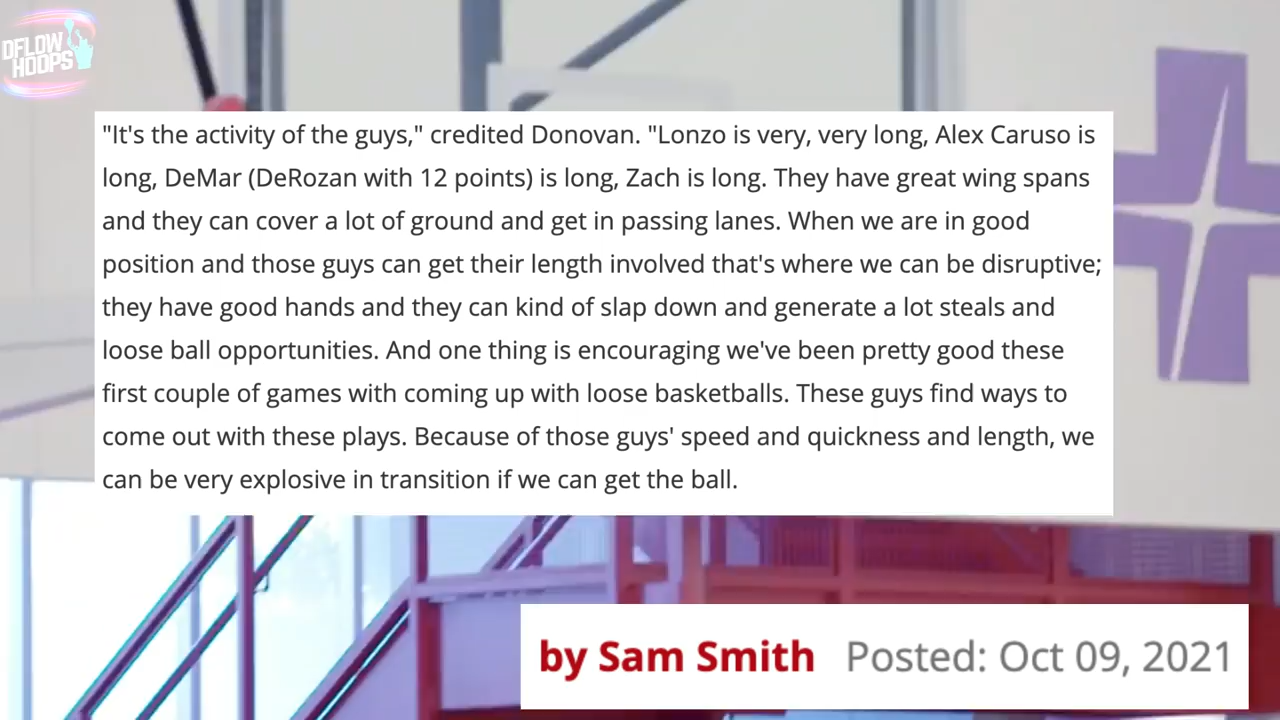 DFLOW
HOOPS
"It's the activity of the guys," credited Donovan. "Lonzo is very, very long, Alex Caruso is
long, DeMar (DeRozan with 12 points) is long, Zach is long. They have great wing spans
and they can cover a lot of ground and get in passing lanes. When we are in good
position and those guys can get their length involved that's where we can be disruptive;
they have good hands and they can kind of slap down and generate a lot steals and
loose ball opportunities. And one thing is encouraging we've been pretty good these
first couple of games with coming up with loose basketballs. These guys find ways to
come out with these plays. Because of those guys' speed and quickness and length, we
can be very explosive in transition if we can get the ball.
by Sam Smith Posted: Oct 09, 2021